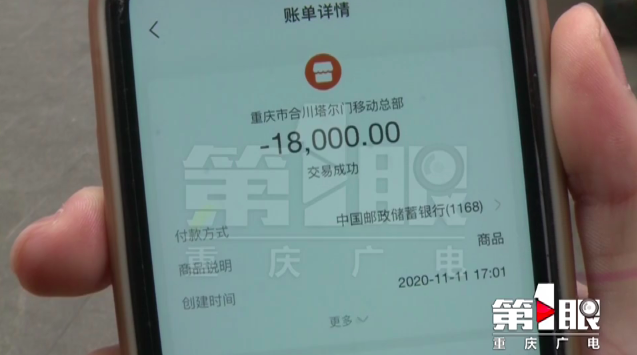 账单详情
重庆市合川塔尔门移动总部
-18,000.00
交易成功
付款方式 中国邮政储蓄银行(1168)
商品说明 商品
创建时间 2020-11-11 17:01
更多
第1眼
重庆广电
第1眼
重庆广电